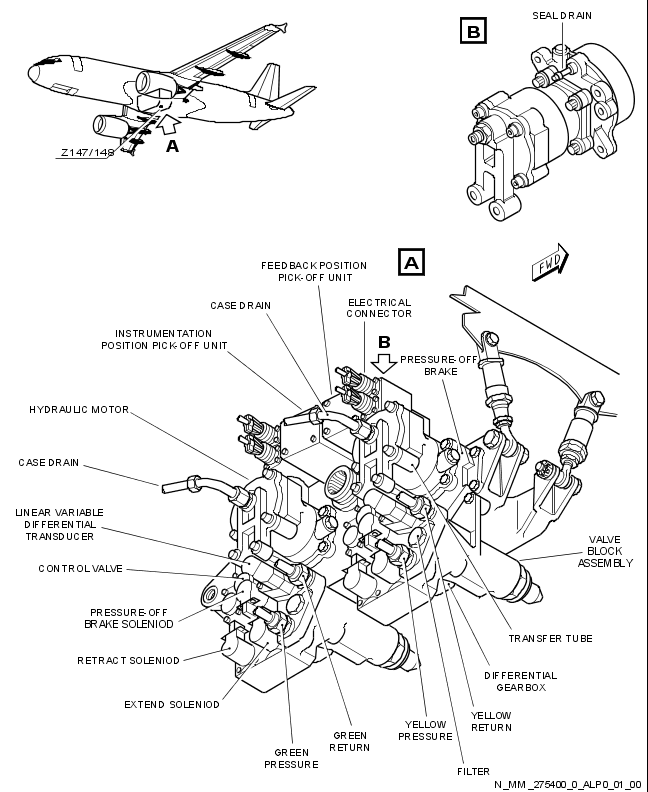 SEAL DRAIN
B
Z147/148
A
A
FWD
FEEDBACK POSITION
PICK-OFF UNIT
CASE DRAIN
ELECTRICAL
CONNECTOR
INSTRUMENTATION
POSITION PICK-OFF UNIT
B
PRESSURE-OFF
BRAKE
HYDRAULIC MOTOR
CASE DRAIN
LINEAR VARIABLE
DIFFERENTIAL
TRANSDUCER
CONTROL VALVE
VALVE
BLOCK
ASSEMBLY
PRESSURE-OFF
BRAKE SOLENIOD
TRANSFER TUBE
RETRACT SOLENIOD
DIFFERENTIAL
GEARBOX
EXTEND SOLENIOD
YELLOW
RETURN
YELLOW
PRESSURE
GREEN
RETURN
GREEN
PRESSURE
FILTER
N_MM_275400_0_ALP0_01_00